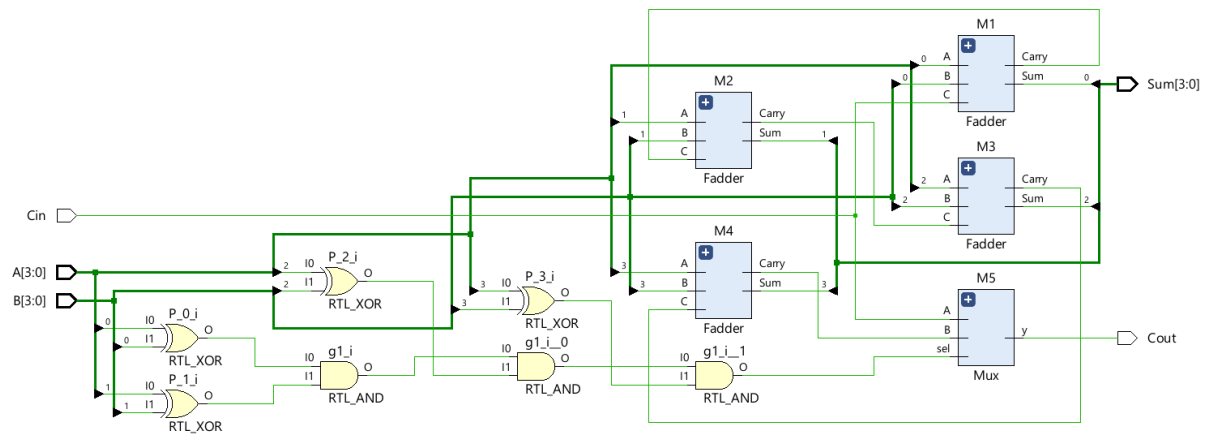 M1
0 A Carry
0 B Sum 0 Sum[3:0]
C
Fadder
M2
1 A Carry
1 B Sum 1
C
Fadder
M3
2 A Carry
2 B Sum 2
C
Fadder
Cin
M4
3 A Carry
3 B Sum 3
C
Fadder
A[3:0]
B[3:0]
P_2_i
2 I0 O
2 I1
RTL_XOR
P_3_i
3 I0 O
3 I1
RTL_XOR
M5
A
B y Cout
sel
Mux
P_0_i
0 I0 O
0 I1
RTL_XOR
g1_i
I0 O
I1
RTL_AND
g1_i__0
I0 O
I1
RTL_AND
g1_i__1
I0 O
I1
RTL_AND
P_1_i
1 I0 O
1 I1
RTL_XOR